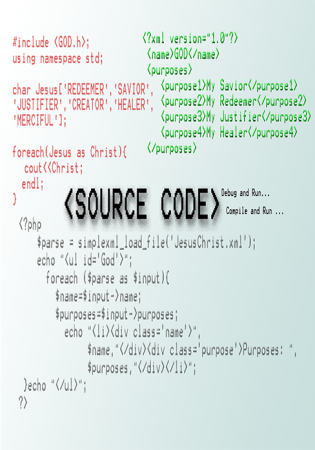 #include <GOD.h>;
using namespace std;
char Jesus['REDEEMER','SAVIOR',
'JUSTIFIER','CREATOR','HEALER',
'MERCIFUL'];
foreach(Jesus as Christ){
cout<<Christ;
endl;
}
<?xml version="1.0"?>
<name>GOD</name>
<purposes>
<purpose1>My Savior</purpose1>
<purpose2>My Redeemer</purpose2>
<purpose3>My Justifier</purpose3>
<purpose4>My Healer</purpose4>
</purposes>
<SOURCE CODE>
Debug and Run...
Compile and Run ...
<?php
$parse = simplexml_load_file('JesusChrist.xml');
echo "<ul id='God'>";
foreach ($parse as $input){
$name=$input->name;
$purposes=$input->purposes;
echo "<li><div class='name'>",
$name,"</div><div class='purpose'>Purposes: ",
$purposes,"</div></li>";
}echo "</ul>";
?>